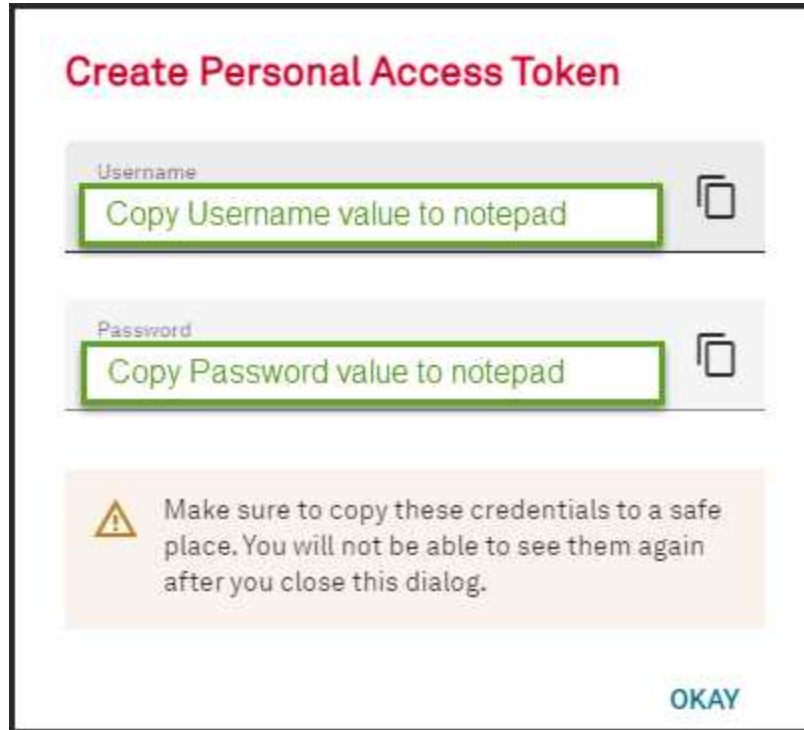 Create Personal Access Token
Username
Copy Username value to notepad
Password
Copy Password value to notepad
Make sure to copy these credentials to a safe
place. You will not be able to see them again
after you close this dialog.
OKAY